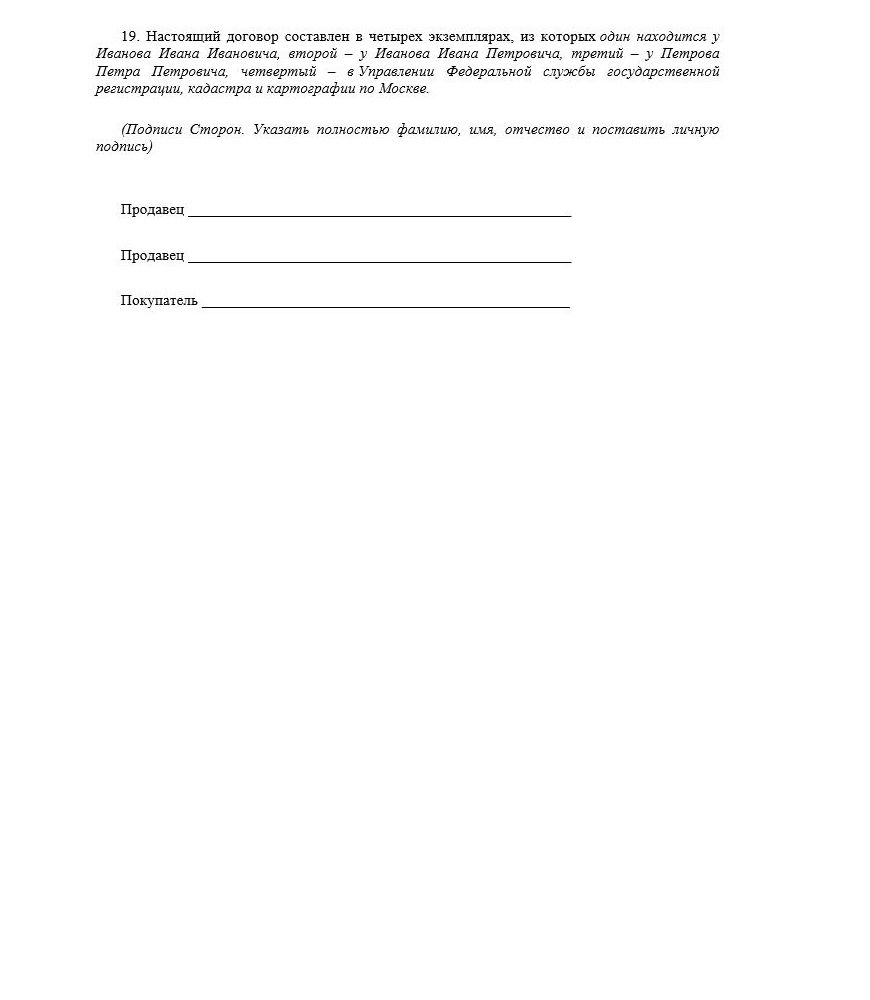 19. Настоящий договор составлен в четырех экземплярах, из которых один находится у
Иванова Ивана Ивановича, второй – у Иванова Ивана Петровича, третий – у Петрова
Петра Петровича, четвертый – в Управлении Федеральной службы государственной
регистрации, кадастра и картографии по Москве.
(Подписи Сторон. Указать полностью фамилию, имя, отчество и поставить личную
подпись)
Продавец ____________________________________________________
Продавец ____________________________________________________
Покупатель __________________________________________________